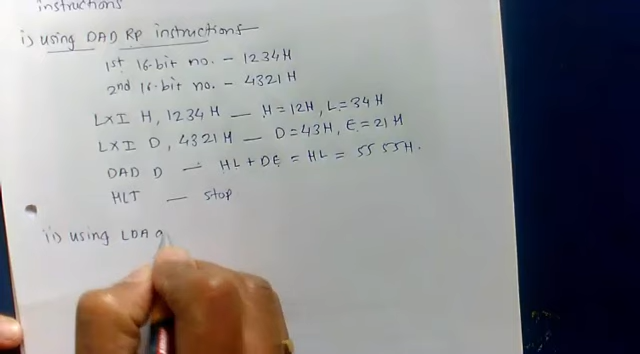 instructions
i) using DAD RP instructions
1st 16-bit no. - 1234H
2nd 16-bit no. - 4321H
LXI H, 1234H — H=12H, L=34H
LXI D, 4321H — D=43H, E=21H
DAD D — HL+DE = HL = 5555H.
HLT — stop
ii) using LDA a